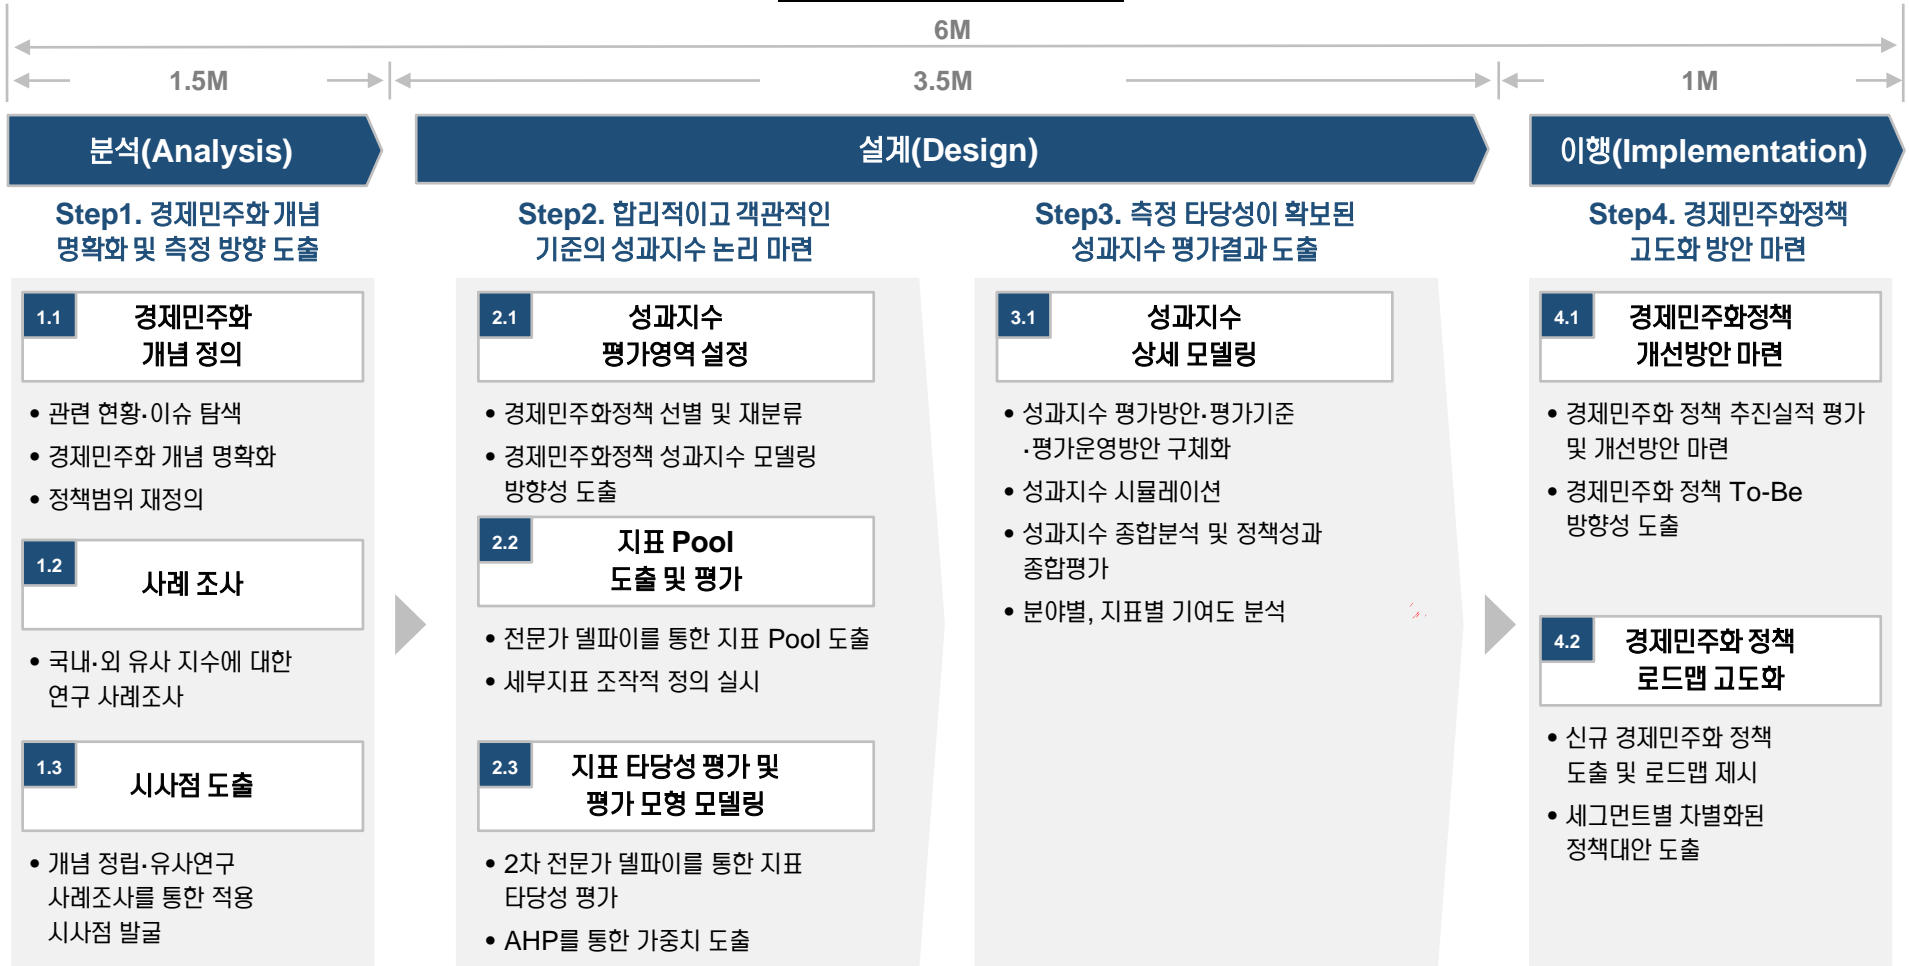 6M
1.5M
3.5M
1M
분석(Analysis)
설계(Design)
이행(Implementation)
Step1. 경제민주화 개념
명확화 및 측정 방향 도출
1.1
경제민주화
개념 정의
• 관련 현황·이슈 탐색
• 경제민주화 개념 명확화
• 정책범위 재정의
1.2
사례 조사
• 국내·외 유사 지수에 대한
연구 사례조사
1.3
시사점 도출
• 개념 정립·유사연구
사례조사를 통한 적용
시사점 발굴
Step2. 합리적이고 객관적인
기준의 성과지수 논리 마련
2.1
성과지수
평가영역 설정
• 경제민주화정책 선별 및 재분류
• 경제민주화정책 성과지수 모델링
방향성 도출
2.2
지표 Pool
도출 및 평가
• 전문가 델파이를 통한 지표 Pool 도출
• 세부지표 조작적 정의 실시
2.3
지표 타당성 평가 및
평가 모형 모델링
• 2차 전문가 델파이를 통한 지표
타당성 평가
• AHP를 통한 가중치 도출
Step3. 측정 타당성이 확보된
성과지수 평가결과 도출
3.1
성과지수
상세 모델링
• 성과지수 평가방안·평가기준
·평가운영방안 구체화
• 성과지수 시뮬레이션
• 성과지수 종합분석 및 정책성과
종합평가
• 분야별, 지표별 기여도 분석
Step4. 경제민주화정책
고도화 방안 마련
4.1
경제민주화정책
개선방안 마련
• 경제민주화 정책 추진실적 평가
및 개선방안 마련
• 경제민주화 정책 To-Be
방향성 도출
4.2
경제민주화 정책
로드맵 고도화
• 신규 경제민주화 정책
도출 및 로드맵 제시
• 세그먼트별 차별화된
정책대안 도출